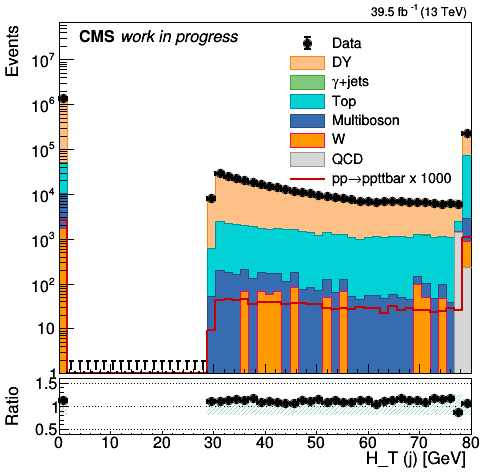 39.5 fb⁻¹ (13 TeV)
CMS work in progress
Events
10⁷
10⁶
10⁵
10⁴
10³
10²
10
1
Data
DY
γ+jets
Top
Multiboson
W
QCD
pp→ppttbar x 1000
Ratio
1.5
1
0.5
0 10 20 30 40 50 60 70 80
H_T (j) [GeV]